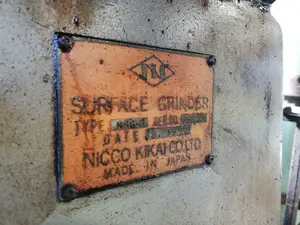 SURFACE GRINDER
TYPE
DATE
NICCO KIKAI CO., LTD.
MADE IN JAPAN